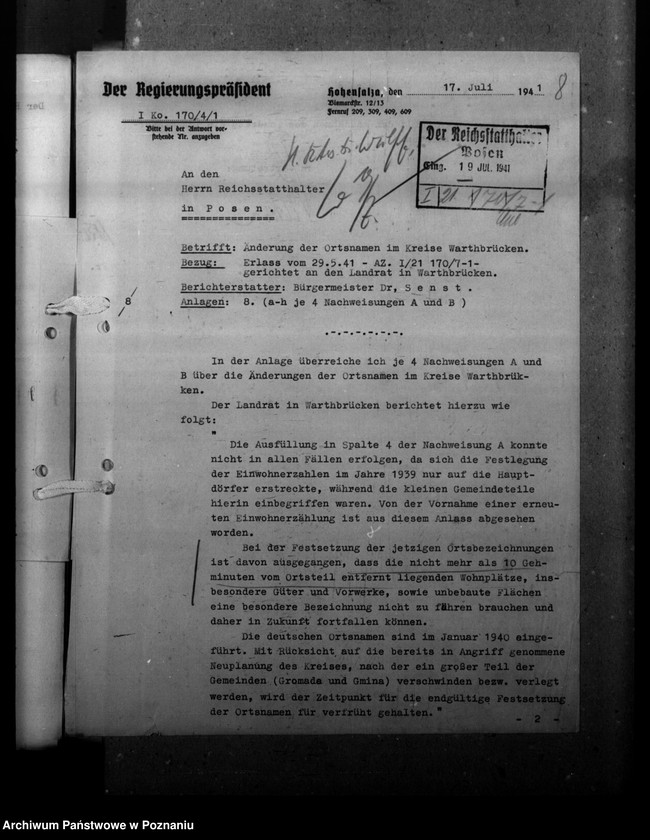 Der Regierungspräsident
I Ko. 170/4/1
Bitte bei der Antwort vor-
stehende Nr. anzugeben
Hohensalza, den 17. Juli 1941
Bismarckstr. 12/13
Fernruf 209, 309, 409, 609
8
Der Reichsstatthalter
Posen
Eing. 19 JUL. 1941
An den
Herrn Reichsstatthalter
in Posen.
Betrifft: Änderung der Ortsnamen im Kreise Warthbrücken.
Bezug: Erlass vom 29.5.41 - AZ. I/21 170/7-1-
gerichtet an den Landrat in Warthbrücken.
Berichterstatter: Bürgermeister Dr, Senst.
Anlagen: 8. (a-h je 4 Nachweisungen A und B )
8
-.-.-.-.-.-.
In der Anlage überreiche ich je 4 Nachweisungen A und
B über die Änderungen der Ortsnamen im Kreise Warthbrük-
ken.
Der Landrat in Warthbrücken berichtet hierzu wie
folgt:
"
Die Ausfüllung in Spalte 4 der Nachweisung A konnte
nicht in allen Fällen erfolgen, da sich die Festlegung
der Einwohnerzahlen im Jahre 1939 nur auf die Haupt-
dörfer erstreckte, während die kleinen Gemeindeteile
hierin einbegriffen waren. Von der Vornahme einer erneu-
ten Einwohnerzählung ist aus diesem Anlass abgesehen
worden.
Bei der Festsetzung der jetzigen Ortsbezeichnungen
ist davon ausgegangen, dass die nicht mehr als 10 Geh-
minuten vom Ortsteil entfernt liegenden Wohnplätze, ins-
besondere Güter und Vorwerke, sowie unbebaute Flächen
eine besondere Bezeichnung nicht zu führen brauchen und
daher in Zukunft fortfallen können.
Die deutschen Ortsnamen sind im Januar 1940 einge-
führt. Mit Rücksicht auf die bereits in Angriff genommene
Neuplanung des Kreises, nach der ein großer Teil der
Gemeinden (Gromada und Gmina) verschwinden bezw. verlegt
werden, wird der Zeitpunkt für die endgültige Festsetzung
der Ortsnamen für verfrüht gehalten."
- 2 -
Archiwum Państwowe w Poznaniu